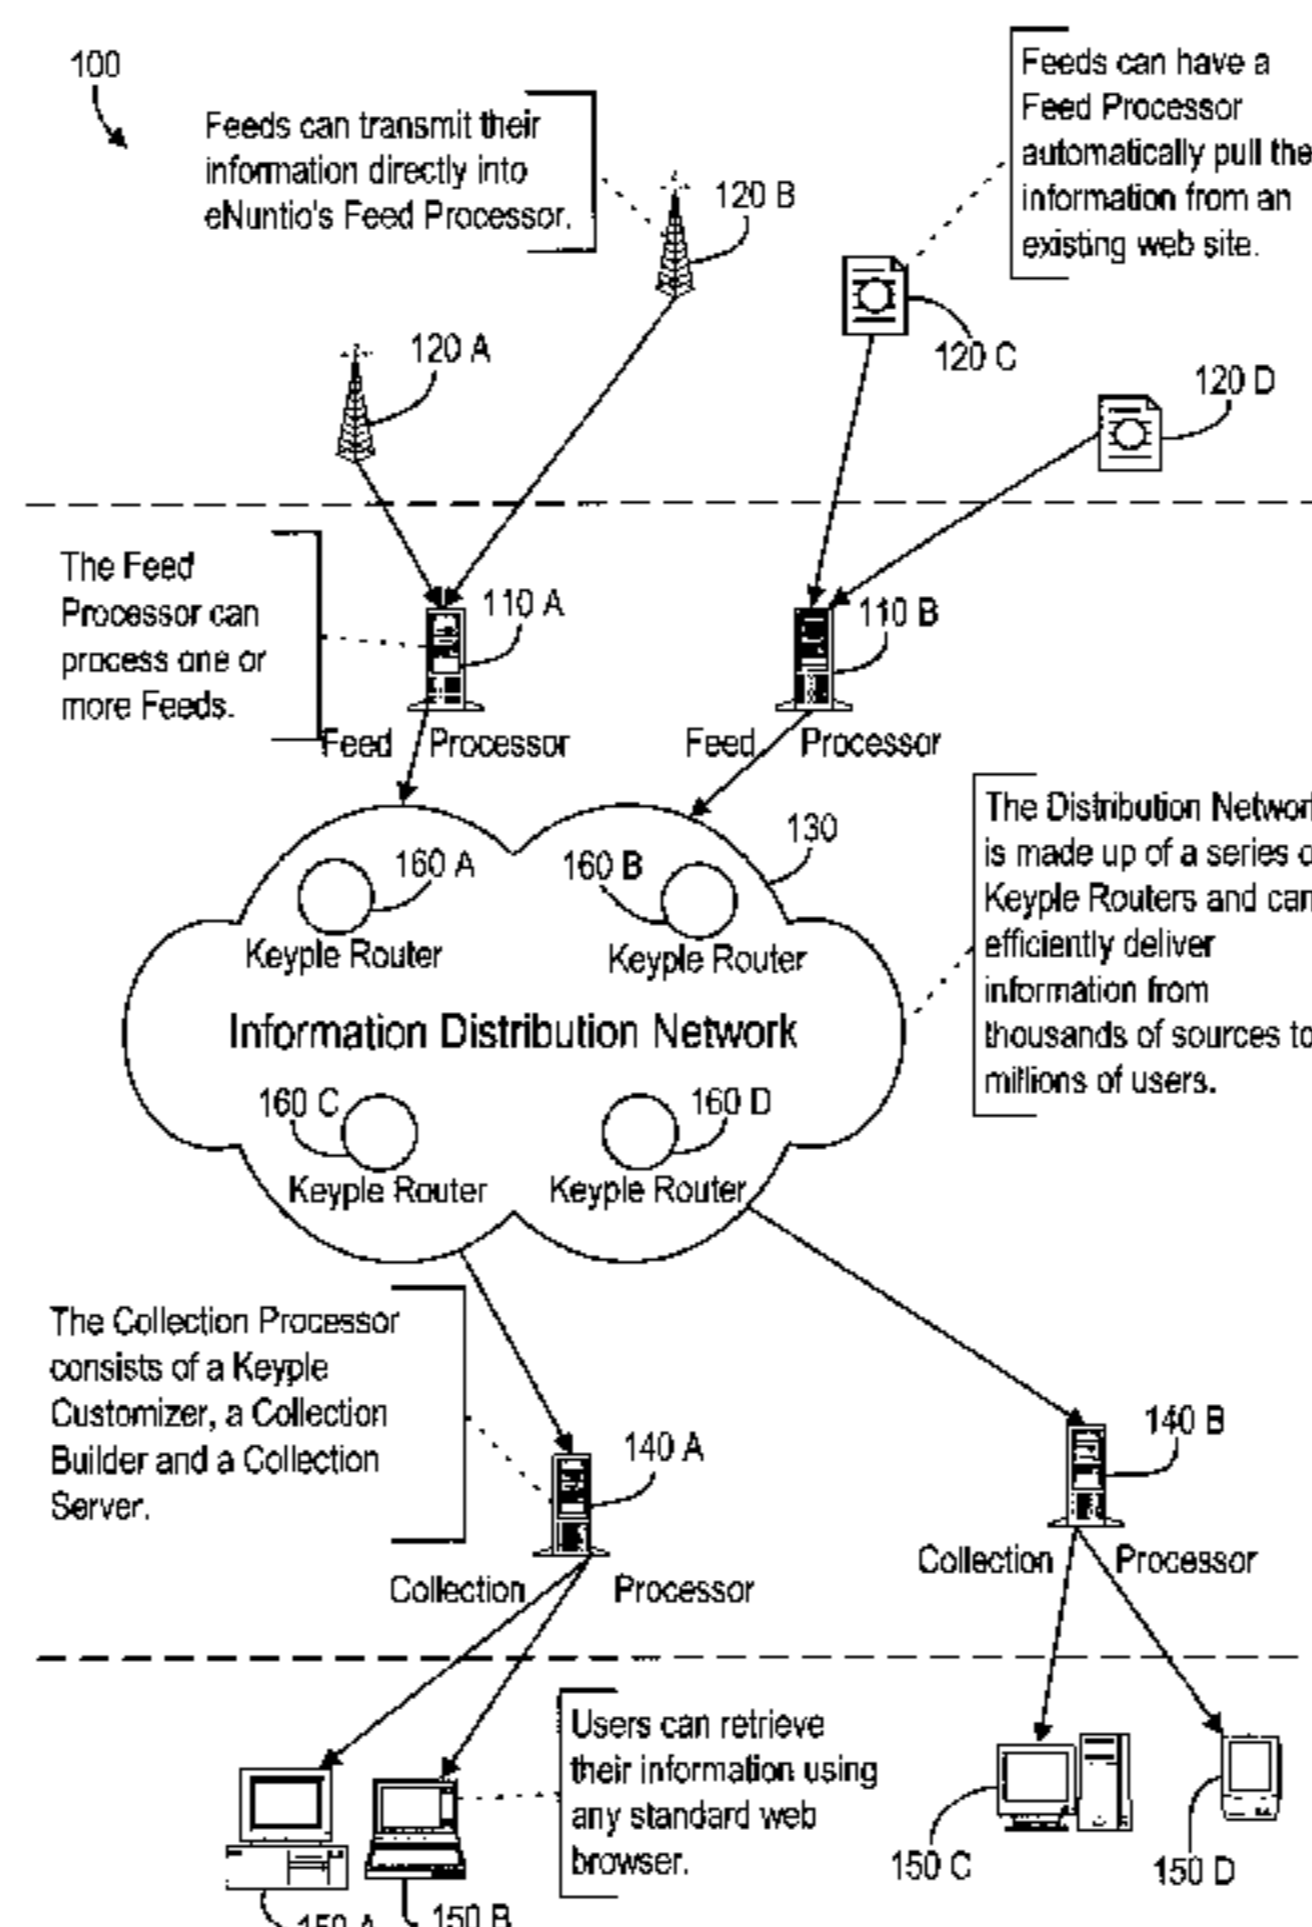 100
Feeds can transmit their
information directly into
eNuntio's Feed Processor.
120 B
Feeds can have a
Feed Processor
automatically pull the
information from an
existing web site.
120 A
120 C
120 D
The Feed
Processor can
process one or
more Feeds.
110 A
110 B
Feed Processor
Feed Processor
130
160 A
160 B
Keyple Router
Keyple Router
Information Distribution Network
160 C
160 D
Keyple Router
Keyple Router
The Distribution
is made up of a series
Keyple Routers and can
efficiently deliver
information from
thousands of sources to
millions of users.
The Collection Processor
consists of a Keyple
Customizer, a Collection
Builder and a Collection
Server.
140 A
140 B
Collection Processor
Collection Processor
Users can retrieve
their information using
any standard web
browser.
150 A
150 B
150 C
150 D